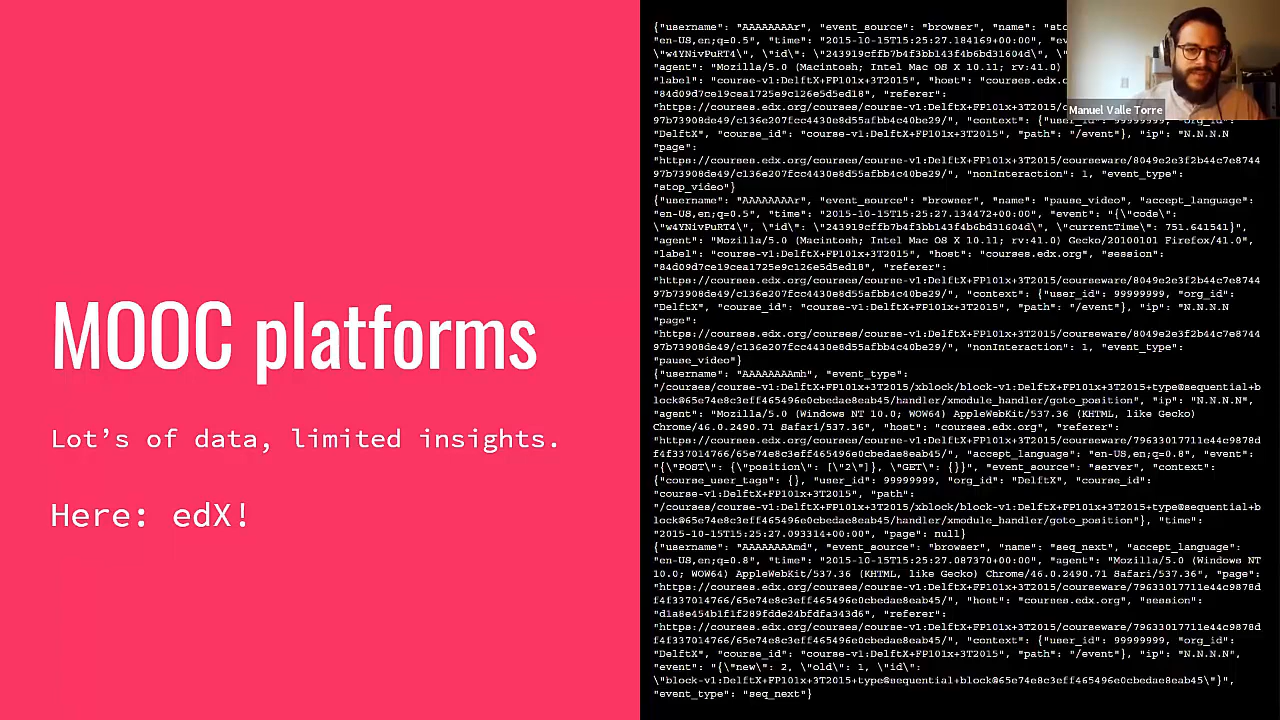 MOOC platforms
Lot's of data, limited insights.
Here: edX!
{"username": "AAAAAAAAr", "event_source": "browser", "name": "sto
"en-US,en;q=0.5", "time": "2015-10-15T15:25:27.184169+00:00", "ev
\"w4YNivPuRT4\", \"id\": \"243919cffb7b4f3bb143f4b6bd31604d\", \
"agent": "Mozilla/5.0 (Macintosh; Intel Mac OS X 10.11; rv:41.0)
"label": "course-v1:DelftX+FP101x+3T2015", "host": "courses.edx.o
"84d09d7ce19cea1725e9c126e5d5ed18", "referer":
"https://courses.edx.org/courses/course-v1:DelftX+FP101x+3T2015/c
97b73908de49/c136e207fcc4430e8d55afbb4c40be29/", "context": {"user_id": 99999999, "org_id":
"DelftX", "course_id": "course-v1:DelftX+FP101x+3T2015", "path": "/event"}, "ip": "N.N.N.N
"page":
"https://courses.edx.org/courses/course-v1:DelftX+FP101x+3T2015/courseware/8049e2e3f2b44c7e8744
97b73908de49/c136e207fcc4430e8d55afbb4c40be29/", "nonInteraction": 1, "event_type":
"stop_video"}
{"username": "AAAAAAAAr", "event_source": "browser", "name": "pause_video", "accept_language":
"en-US,en;q=0.5", "time": "2015-10-15T15:25:27.134472+00:00", "event": "{\"code\":
\"w4YNivPuRT4\", \"id\": \"243919cffb7b4f3bb143f4b6bd31604d\", \"currentTime\": 751.641541}",
"agent": "Mozilla/5.0 (Macintosh; Intel Mac OS X 10.11; rv:41.0) Gecko/20100101 Firefox/41.0",
"label": "course-v1:DelftX+FP101x+3T2015", "host": "courses.edx.org", "session":
"84d09d7ce19cea1725e9c126e5d5ed18", "referer":
"https://courses.edx.org/courses/course-v1:DelftX+FP101x+3T2015/courseware/8049e2e3f2b44c7e8744
97b73908de49/c136e207fcc4430e8d55afbb4c40be29/", "context": {"user_id": 99999999, "org_id":
"DelftX", "course_id": "course-v1:DelftX+FP101x+3T2015", "path": "/event"}, "ip": "N.N.N.N
"page":
"https://courses.edx.org/courses/course-v1:DelftX+FP101x+3T2015/courseware/8049e2e3f2b44c7e8744
97b73908de49/c136e207fcc4430e8d55afbb4c40be29/", "nonInteraction": 1, "event_type":
"pause_video"}
{"username": "AAAAAAAAmh", "event_type":
"/courses/course-v1:DelftX+FP101x+3T2015/xblock/block-v1:DelftX+FP101x+3T2015+type@sequential+b
lock@65e74e8c3eff465496e0cbedae8eab45/handler/xmodule_handler/goto_position", "ip": "N.N.N.N",
"agent": "Mozilla/5.0 (Windows NT 10.0; WOW64) AppleWebKit/537.36 (KHTML, like Gecko)
Chrome/46.0.2490.71 Safari/537.36", "host": "courses.edx.org", "referer":
"https://courses.edx.org/courses/course-v1:DelftX+FP101x+3T2015/courseware/79633017711e44c9878d
f4f337014766/65e74e8c3eff465496e0cbedae8eab45/", "accept_language": "en-US,en;q=0.8", "event":
"{\"POST\": {\"position\": [\"2\"]}, \"GET\": {}}", "event_source": "server", "context":
{"course_user_tags": {}, "user_id": 99999999, "org_id": "DelftX", "course_id":
"course-v1:DelftX+FP101x+3T2015", "path":
"/courses/course-v1:DelftX+FP101x+3T2015/xblock/block-v1:DelftX+FP101x+3T2015+type@sequential+b
lock@65e74e8c3eff465496e0cbedae8eab45/handler/xmodule_handler/goto_position"}, "time":
"2015-10-15T15:25:27.093314+00:00", "page": null}
{"username": "AAAAAAAAmd", "event_source": "browser", "name": "seq_next", "accept_language":
"en-US,en;q=0.8", "time": "2015-10-15T15:25:27.087370+00:00", "agent": "Mozilla/5.0 (Windows NT
10.0; WOW64) AppleWebKit/537.36 (KHTML, like Gecko) Chrome/46.0.2490.71 Safari/537.36", "page":
"https://courses.edx.org/courses/course-v1:DelftX+FP101x+3T2015/courseware/79633017711e44c9878d
f4f337014766/65e74e8c3eff465496e0cbedae8eab45/", "host": "courses.edx.org", "session":
"d1a8e454b1f1f289fdde24bfdfa343d6", "referer":
"https://courses.edx.org/courses/course-v1:DelftX+FP101x+3T2015/courseware/79633017711e44c9878d
f4f337014766/65e74e8c3eff465496e0cbedae8eab45/", "context": {"user_id": 99999999, "org_id":
"DelftX", "course_id": "course-v1:DelftX+FP101x+3T2015", "path": "/event"}, "ip": "N.N.N.N",
"event": "{\"new\": 2, \"old\": 1, \"id\":
\"block-v1:DelftX+FP101x+3T2015+type@sequential+block@65e74e8c3eff465496e0cbedae8eab45\"}",
"event_type": "seq_next"}
Manuel Valle Torre